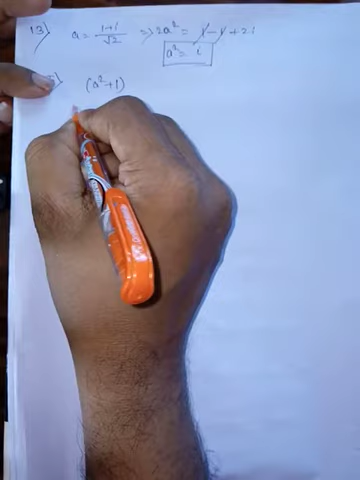 13) a = 1+i/√2 ⇒ 2a² = 1 - 1 + 2i
a² = i
(a²+1)